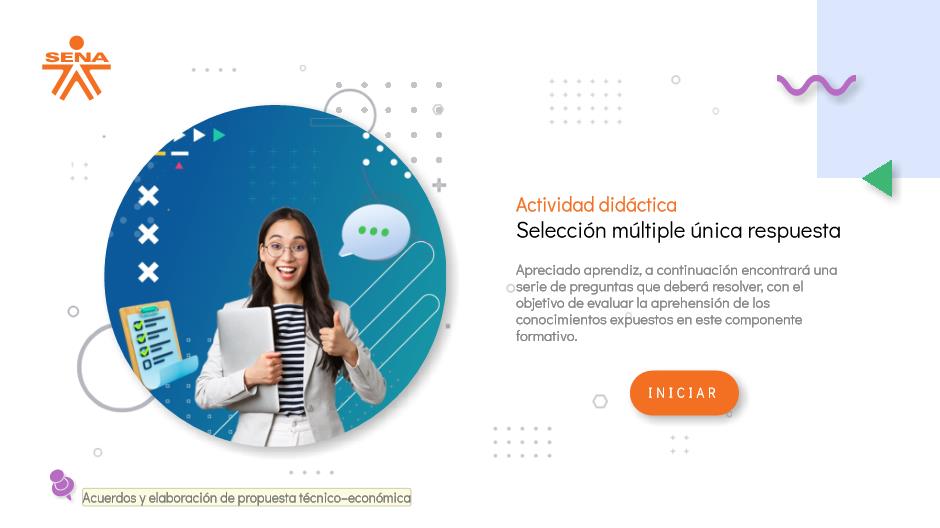 SENA
Actividad didáctica
Selección múltiple única respuesta
Apreciado aprendiz, a continuación encontrará una
serie de preguntas que deberá resolver, con el
objetivo de evaluar la aprehensión de los
conocimientos expuestos en este componente
formativo.
INICIAR
Acuerdos y elaboración de propuesta técnico-económica